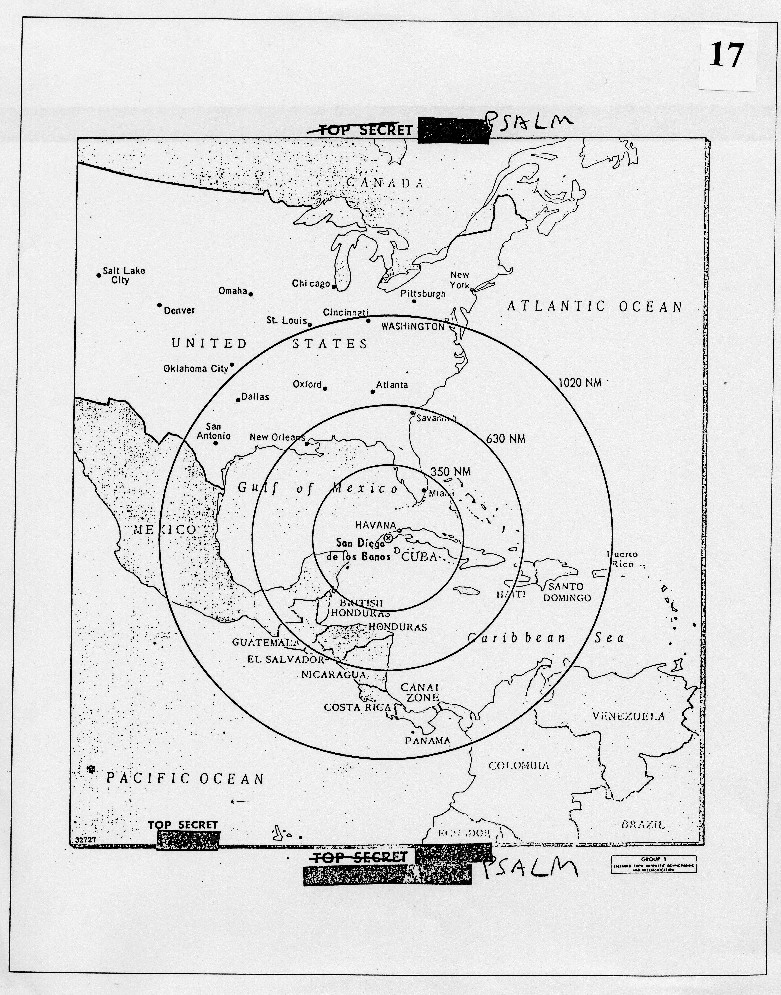 17
TOP SECRET PSALM
CANADA
Salt Lake
City
Omaha
Chicago
New
York
Pittsburgh
Denver
St. Louis
Cincinnati
WASHINGTON
ATLANTIC OCEAN
UNITED STATES
Oklahoma City
Dallas
Oxford
Atlanta
1020 NM
San
Antonio
New Orleans
Savannah
630 NM
350 NM
Gulf of Mexico
Miami
MEXICO
HAVANA
San Diego
de los Banos
CUBA
Puerto
Rico
HAITI
SANTO
DOMINGO
BRITISH
HONDURAS
HONDURAS
Caribbean Sea
GUATEMALA
EL SALVADOR
NICARAGUA
CANAL
ZONE
COSTA RICA
PANAMA
VENEZUELA
COLOMBIA
PACIFIC OCEAN
ECUADOR
BRAZIL
TOP SECRET
32727
TOP SECRET PSALM
GROUP 1